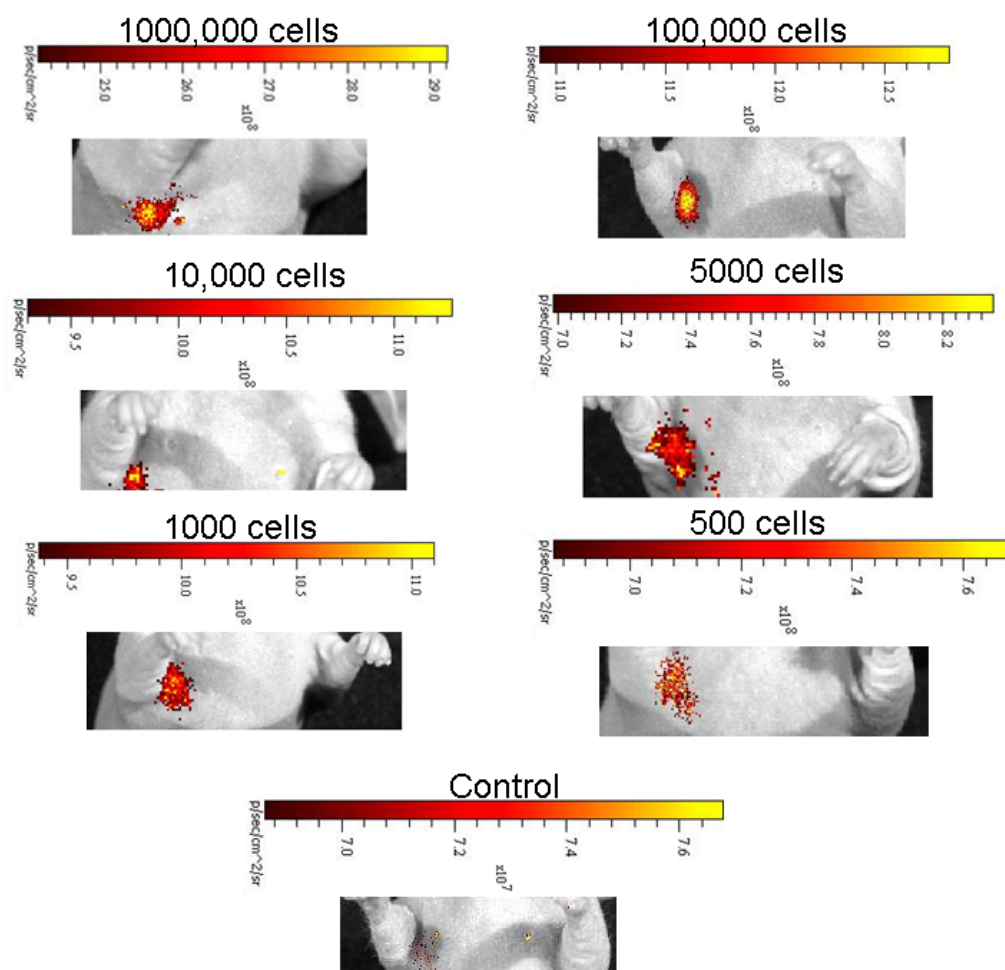 1000,000 cells
p/sec/cm^2/sr
25.0 26.0 27.0 28.0 29.0
x10^8
100,000 cells
p/sec/cm^2/sr
11.0 11.5 12.0 12.5
x10^8
10,000 cells
p/sec/cm^2/sr
9.5 10.0 10.5 11.0
x10^8
5000 cells
p/sec/cm^2/sr
7.0 7.2 7.4 7.6 7.8 8.0 8.2
x10^8
1000 cells
p/sec/cm^2/sr
9.5 10.0 10.5 11.0
x10^8
500 cells
p/sec/cm^2/sr
7.0 7.2 7.4 7.6
x10^8
Control
p/sec/cm^2/sr
7.0 7.2 7.4 7.6
x10^7